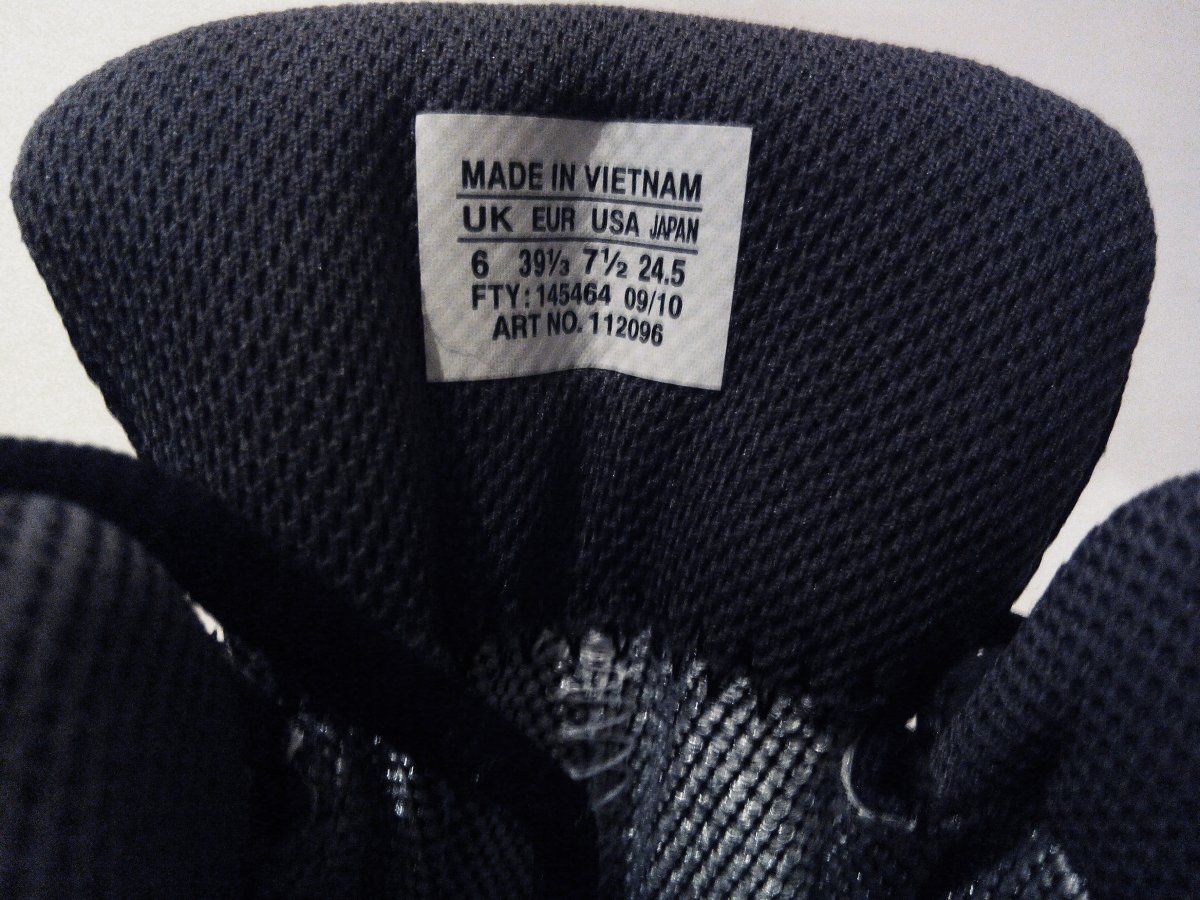 MADE IN VIETNAM
UK EUR USA JAPAN
6 39⅓ 7½ 24.5
FTY: 145464 09/10
ART NO. 112096